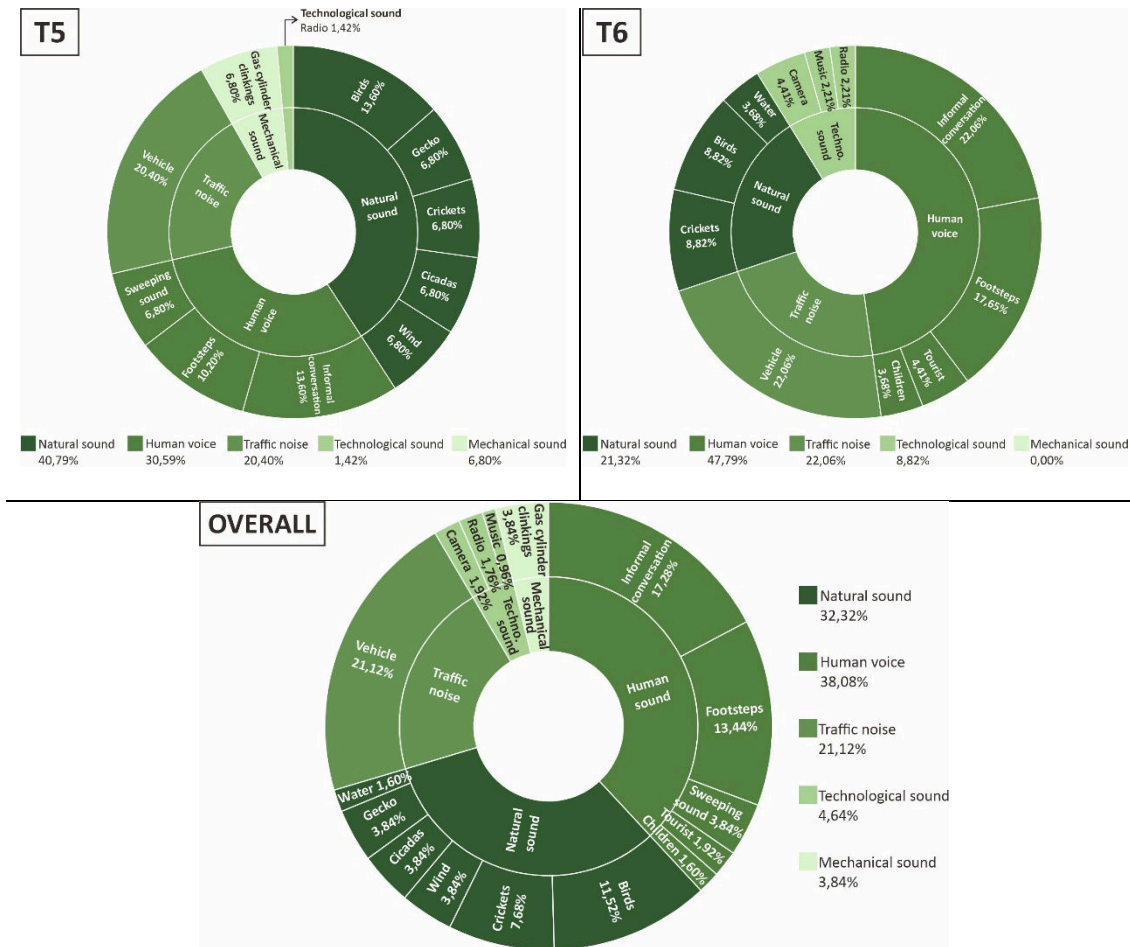 T5
Technological sound
Radio 1,42%
Birds
13,60%
Gecko
6,80%
Crickets
6,80%
Cicadas
6,80%
Wind
6,80%
Informal
conversation
13,60%
Footsteps
10,20%
Sweeping
sound
6,80%
Vehicle
20,40%
Gas cylinder
clinkings
6,80%
Natural
sound
Human
voice
Traffic
noise
Mechanical
sound
Natural sound
40,79%
Human voice
30,59%
Traffic noise
20,40%
Technological sound
1,42%
Mechanical sound
6,80%
T6
Informal
conversation
22,06%
Footsteps
17,65%
Tourist
4,41%
Children
3,68%
Vehicle
22,06%
Crickets
8,82%
Birds
8,82%
Water
3,68%
Camera
4,41%
Music 2,21%
Radio 2,21%
Human
voice
Traffic
noise
Natural
sound
Techno.
sound
Natural sound
21,32%
Human voice
47,79%
Traffic noise
22,06%
Technological sound
8,82%
Mechanical sound
0,00%
OVERALL
Informal
conversation
17,28%
Footsteps
13,44%
Sweeping
sound 3,84%
Tourist 1,92%
Children 1,60%
Birds
11,52%
Crickets
7,68%
Wind
3,84%
Cicadas
3,84%
Gecko
3,84%
Water 1,60%
Vehicle
21,12%
Camera 1,92%
Radio 1,76%
Music 0,96%
Gas cylinder
clinkings
3,84%
Human
sound
Natural
sound
Traffic
noise
Techno.
sound
Mechanical
sound
Natural sound
32,32%
Human voice
38,08%
Traffic noise
21,12%
Technological sound
4,64%
Mechanical sound
3,84%